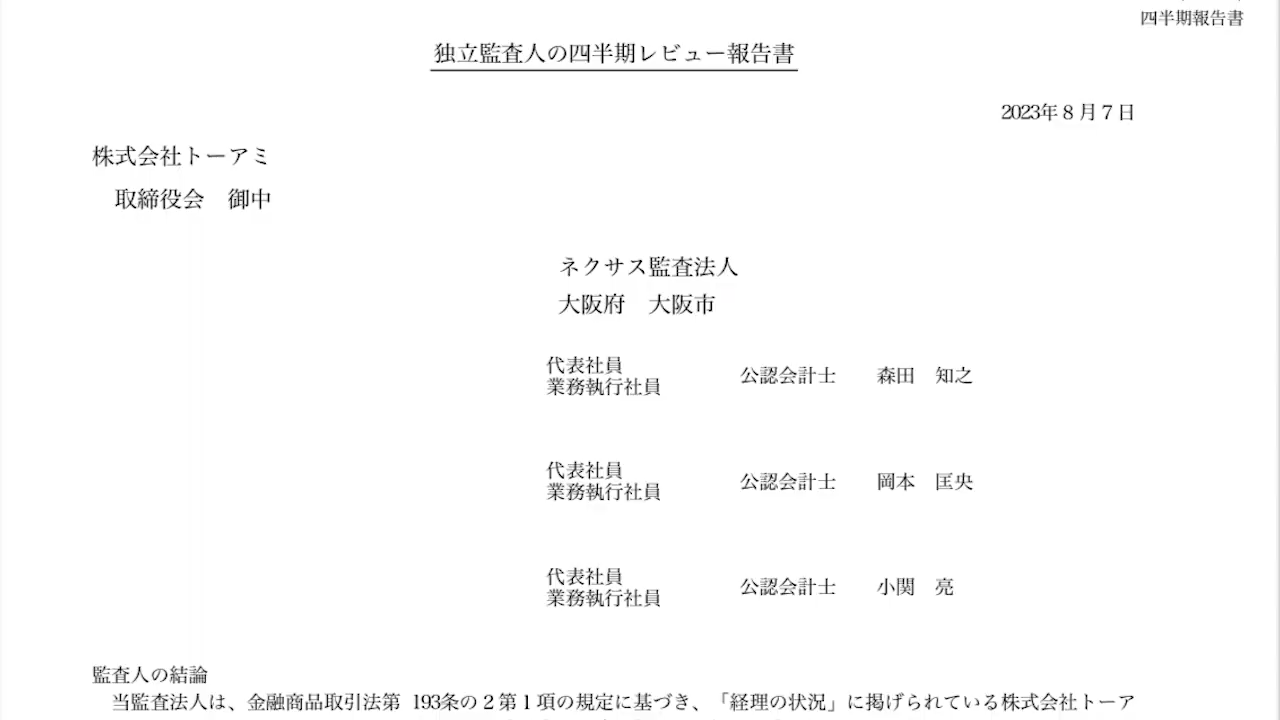 四半期報告書
独立監査人の四半期レビュー報告書
2023年8月7日
株式会社トーアミ
取締役会　御中
ネクサス監査法人
大阪府　大阪市
代表社員
業務執行社員
公認会計士　森田　知之
代表社員
業務執行社員
公認会計士　岡本　匡央
代表社員
業務執行社員
公認会計士　小関　亮
監査人の結論
当監査法人は、金融商品取引法第 193条の2第1項の規定に基づき、「経理の状況」に掲げられている株式会社トーア